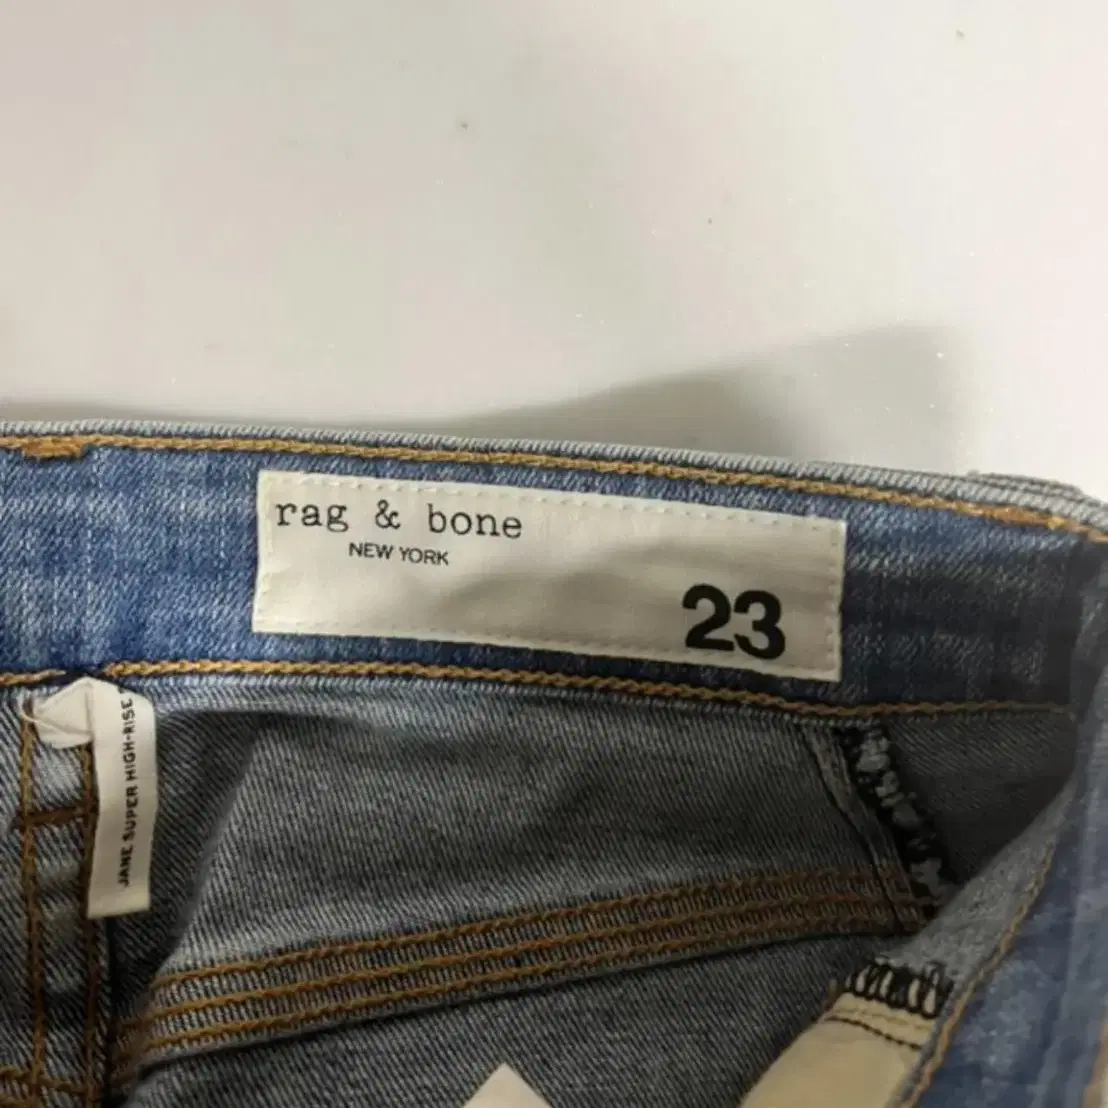 rag & bone
NEW YORK
23
JANE SUPER HIGH-RISE